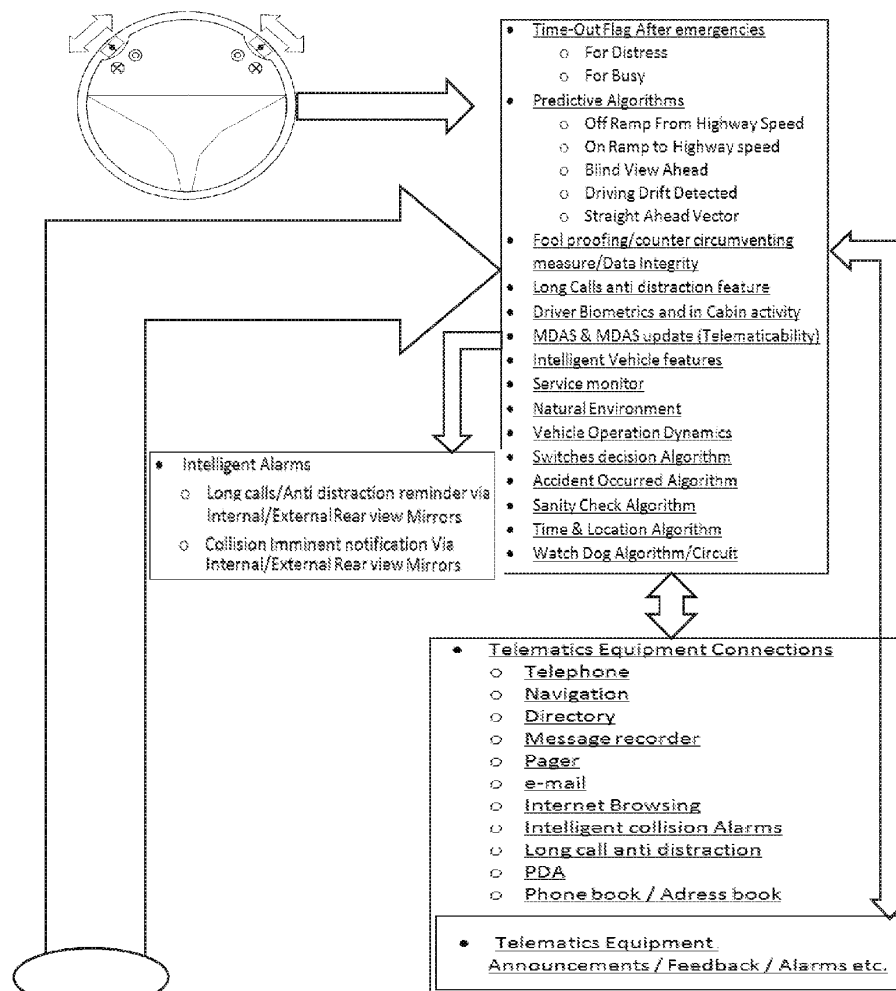 • Time-Out Flag After emergencies
o For Distress
o For Busy
• Predictive Algorithms
o Off Ramp From Highway Speed
o On Ramp to Highway speed
o Blind View Ahead
o Driving Drift Detected
o Straight Ahead Vector
• Fool proofing/counter circumventing
measure/Data Integrity
• Long Calls anti distraction feature
• Driver Biometrics and in Cabin activity
• MDAS & MDAS update (Telematicability)
• Intelligent Vehicle features
• Service monitor
• Natural Environment
• Vehicle Operation Dynamics
• Switches decision Algorithm
• Accident Occurred Algorithm
• Sanity Check Algorithm
• Time & Location Algorithm
• Watch Dog Algorithm/Circuit
• Intelligent Alarms
o Long calls/Anti distraction reminder via
Internal/External Rear view Mirrors
o Collision Imminent notification Via
Internal/External Rear view Mirrors
• Telematics Equipment Connections
o Telephone
o Navigation
o Directory
o Message recorder
o Pager
o e-mail
o Internet Browsing
o Intelligent collision Alarms
o Long call anti distraction
o PDA
o Phone book / Adress book
• Telematics Equipment
Announcements / Feedback / Alarms etc.